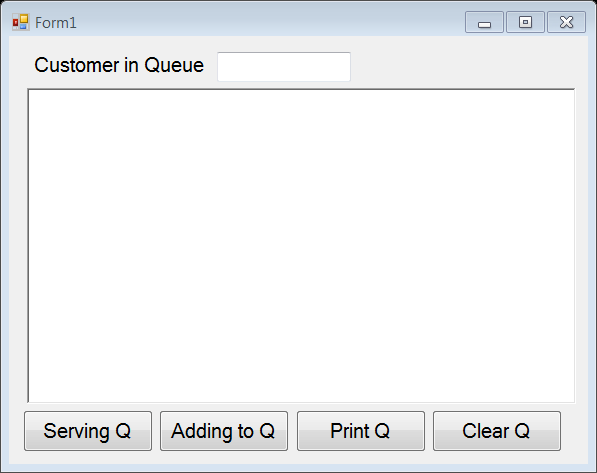 Form1
Customer in Queue
Serving Q Adding to Q Print Q Clear Q